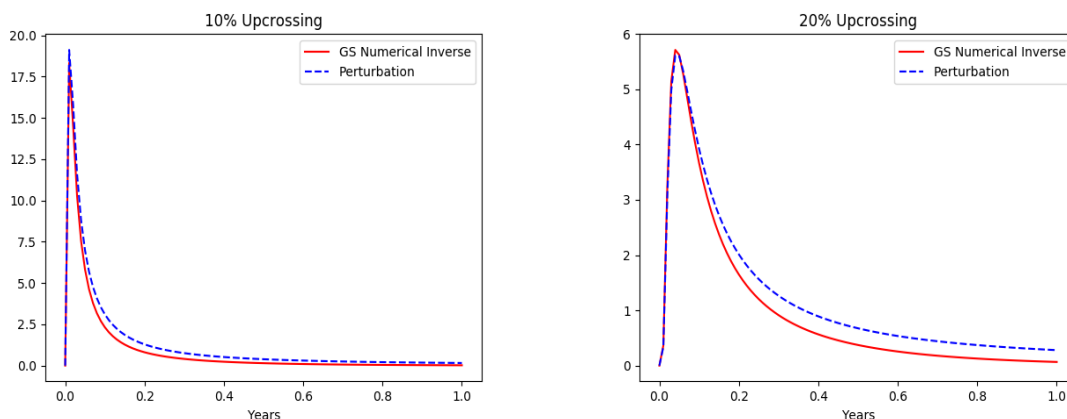 10% Upcrossing
20.0
17.5
15.0
12.5
10.0
7.5
5.0
2.5
0.0
GS Numerical Inverse
Perturbation
0.0 0.2 0.4 0.6 0.8 1.0
Years
20% Upcrossing
6
5
4
3
2
1
0
GS Numerical Inverse
Perturbation
0.0 0.2 0.4 0.6 0.8 1.0
Years